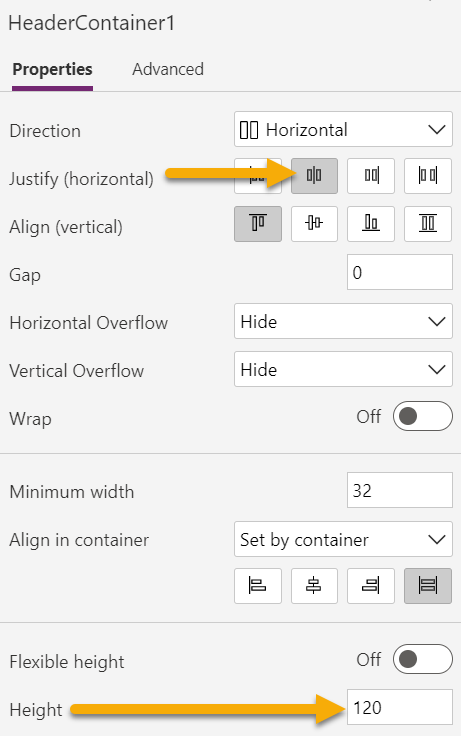 HeaderContainer1
Properties Advanced
Direction Horizontal
Justify (horizontal)
Align (vertical)
Gap 0
Horizontal Overflow Hide
Vertical Overflow Hide
Wrap Off
Minimum width 32
Align in container Set by container
Flexible height Off
Height 120